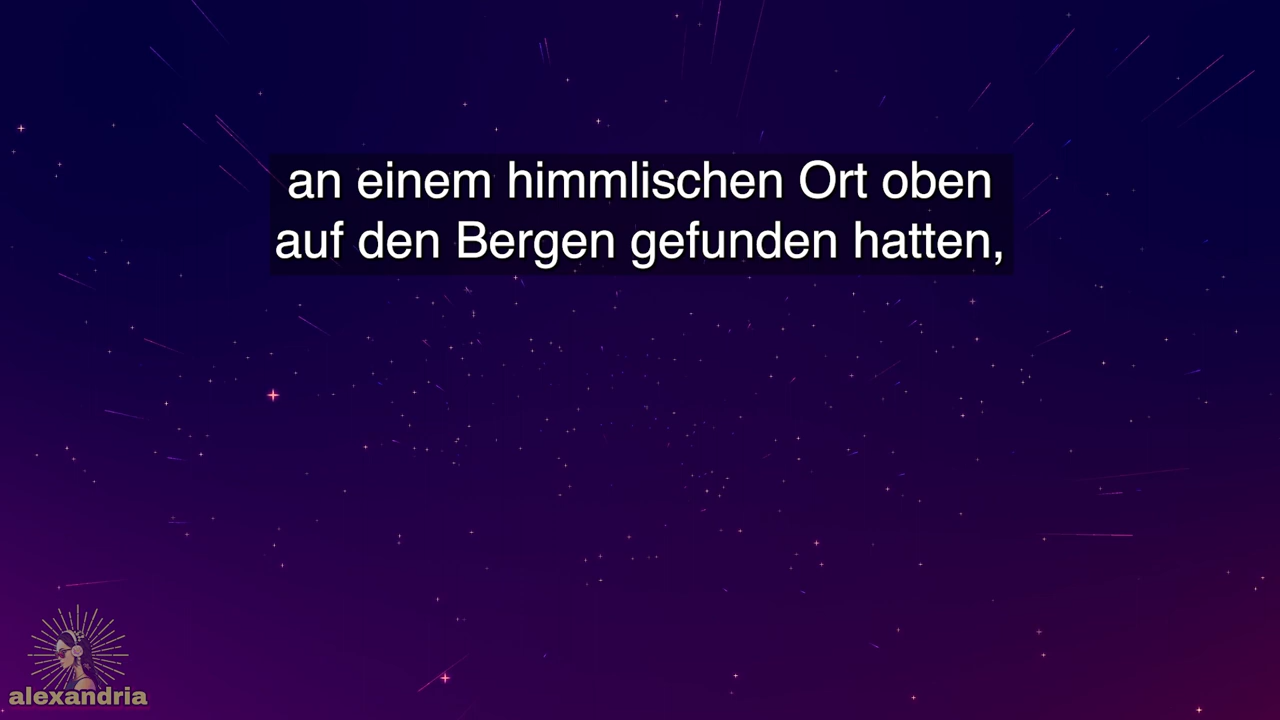 an einem himmlischen Ort oben
auf den Bergen gefunden hatten,
alexandria